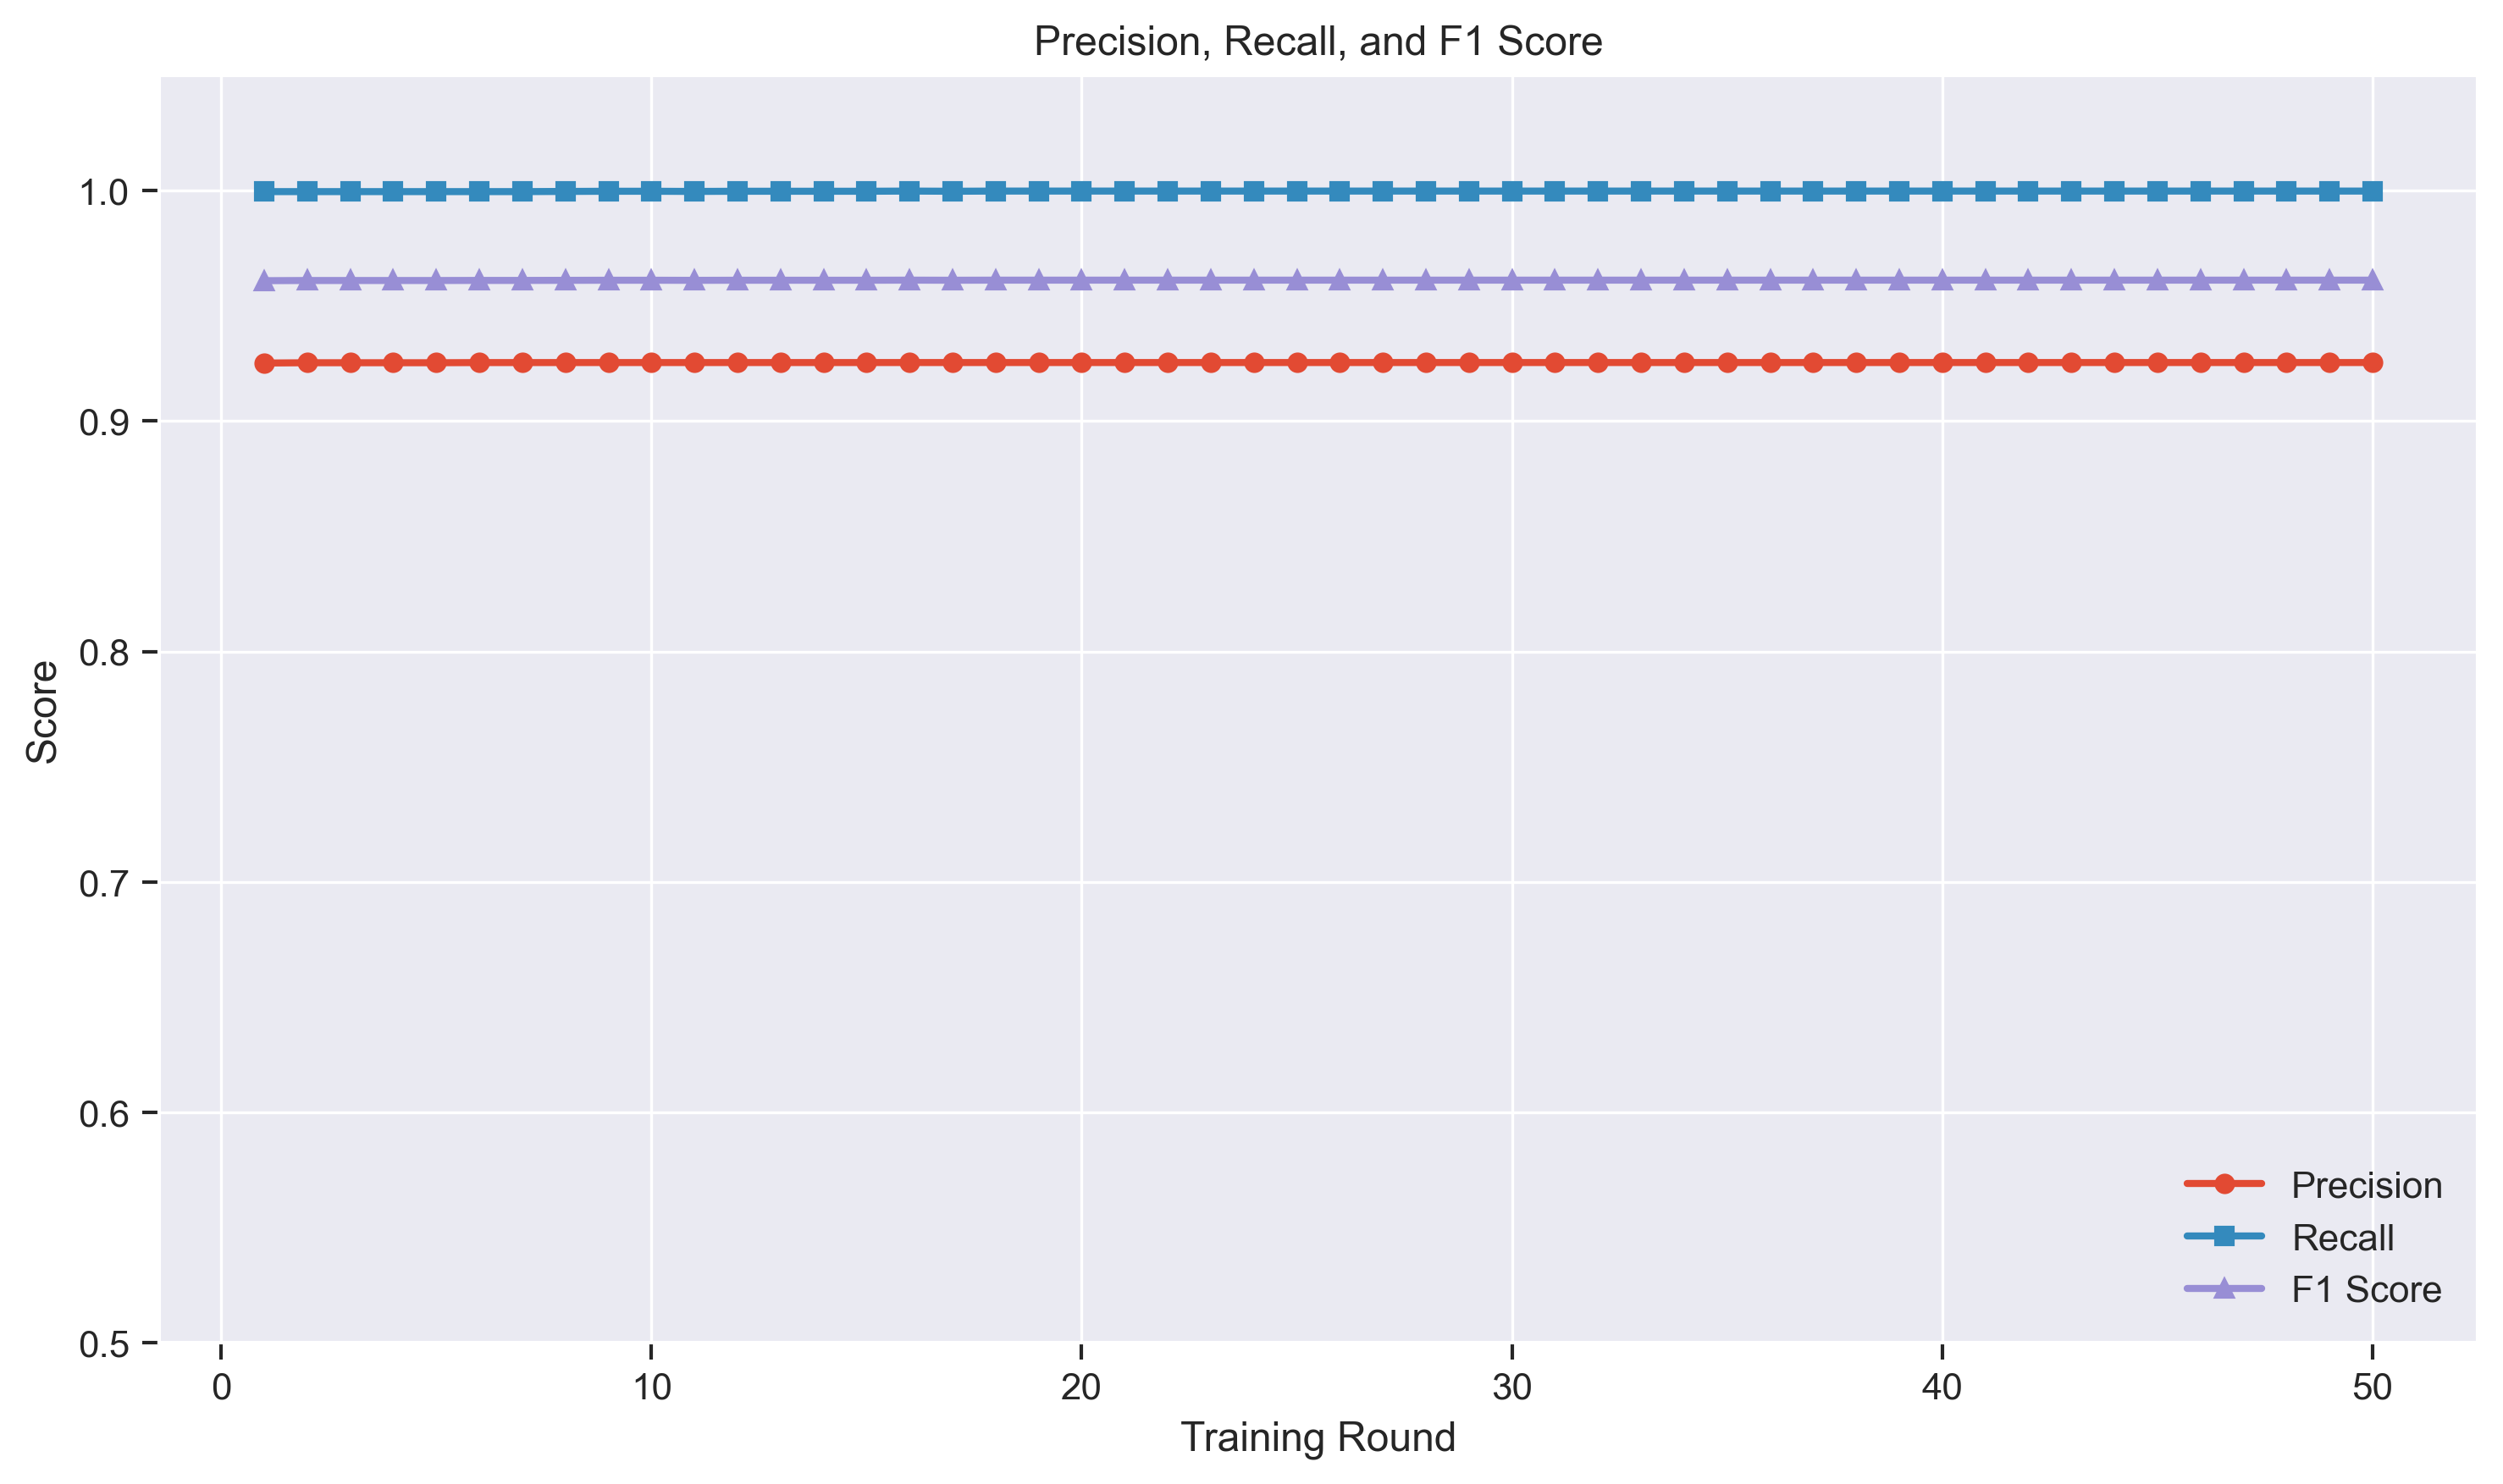 Precision, Recall, and F1 Score
1.0
0.9
0.8
0.7
0.6
0.5
Score
0
10
20
30
40
50
Training Round
Precision
Recall
F1 Score